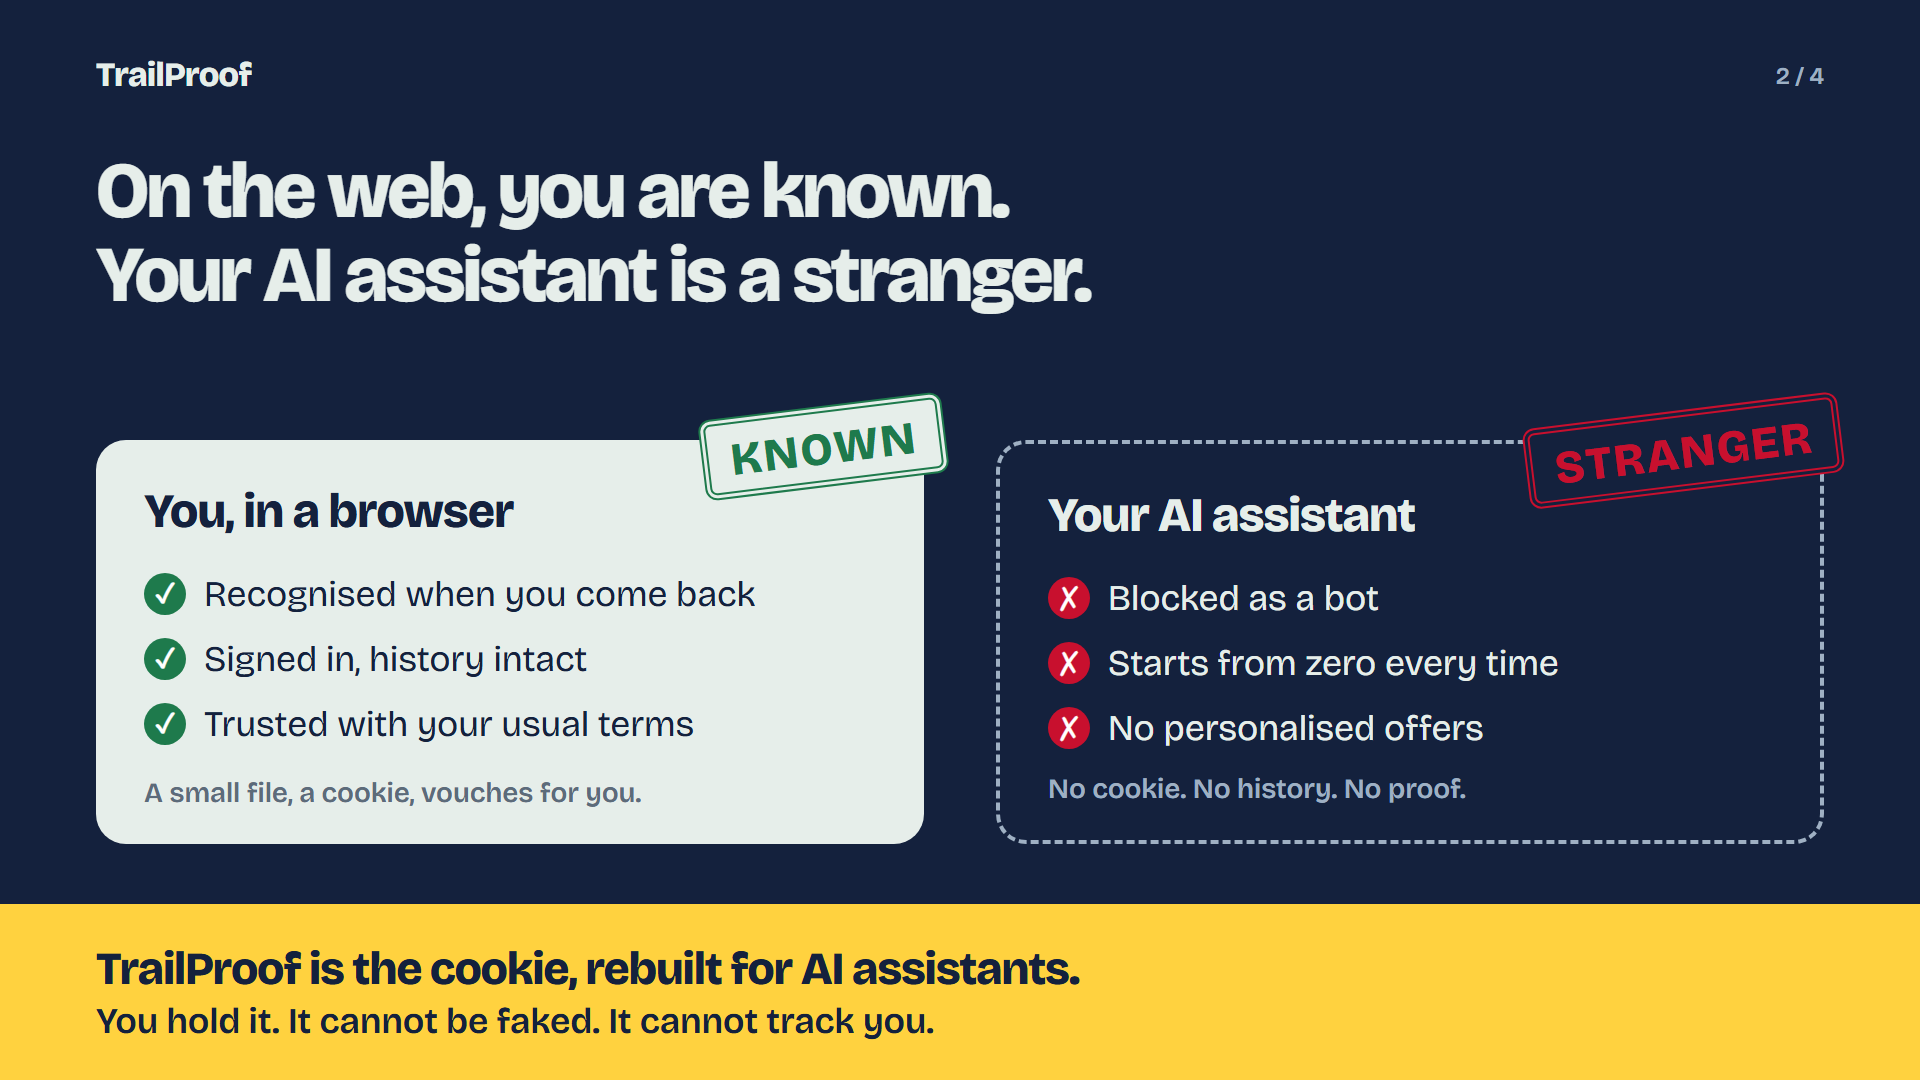 TrailProof
2 / 4
On the web, you are known.
Your AI assistant is a stranger.
KNOWN
You, in a browser
✓ Recognised when you come back
✓ Signed in, history intact
✓ Trusted with your usual terms
A small file, a cookie, vouches for you.
STRANGER
Your AI assistant
✗ Blocked as a bot
✗ Starts from zero every time
✗ No personalised offers
No cookie. No history. No proof.
TrailProof is the cookie, rebuilt for AI assistants.
You hold it. It cannot be faked. It cannot track you.